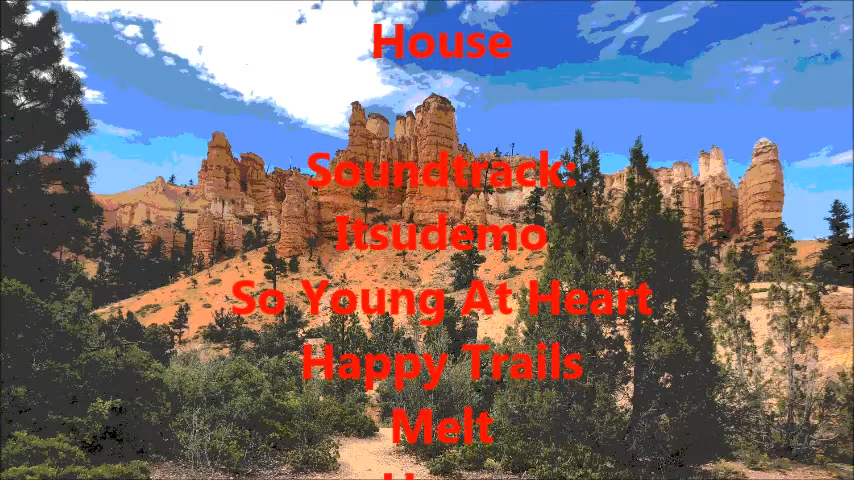 House
Soundtrack:
Itsudemo
So Young At Heart
Happy Trails
Melt